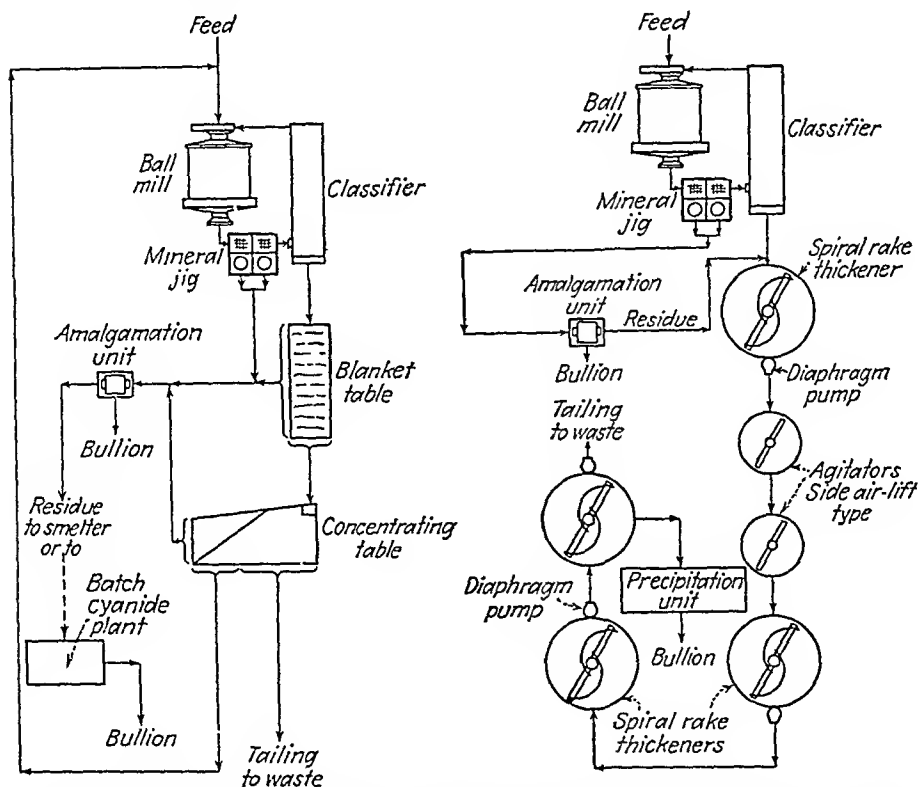 Feed
Ball
mill
Classifier
Mineral
jig
Amalgamation
unit
Blanket
table
Bullion
Residue
to smelter
or to
Concentrating
table
Batch
cyanide
plant
Bullion
Tailing
to waste
Feed
Ball
mill
Classifier
Mineral
jig
Spiral rake
thickener
Amalgamation
unit
Residue
Bullion
Diaphragm
pump
Tailing
to waste
Agitators
Side air-lift
type
Precipitation
unit
Diaphragm
pump
Bullion
Spiral rake
thickeners